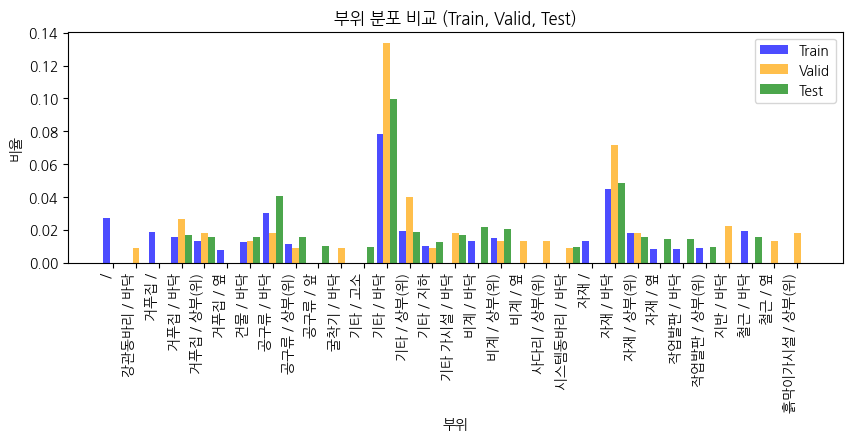 부위 분포 비교 (Train, Valid, Test)
Train
Valid
Test
비율
0.14
0.12
0.10
0.08
0.06
0.04
0.02
0.00
/
강관동바리 / 바닥
거푸집 /
거푸집 / 바닥
거푸집 / 상부(위)
거푸집 / 옆
건물 / 바닥
공구류 / 바닥
공구류 / 상부(위)
공구류 / 앞
굴착기 / 바닥
기타 / 고소
기타 / 바닥
기타 / 상부(위)
기타 / 지하
기타 가시설 / 바닥
비계 / 바닥
비계 / 상부(위)
비계 / 옆
사다리 / 상부(위)
시스템동바리 / 바닥
자재 /
자재 / 바닥
자재 / 상부(위)
자재 / 옆
작업발판 / 바닥
작업발판 / 상부(위)
지반 / 바닥
철근 / 바닥
철근 / 옆
흙막이가시설 / 상부(위)
부위